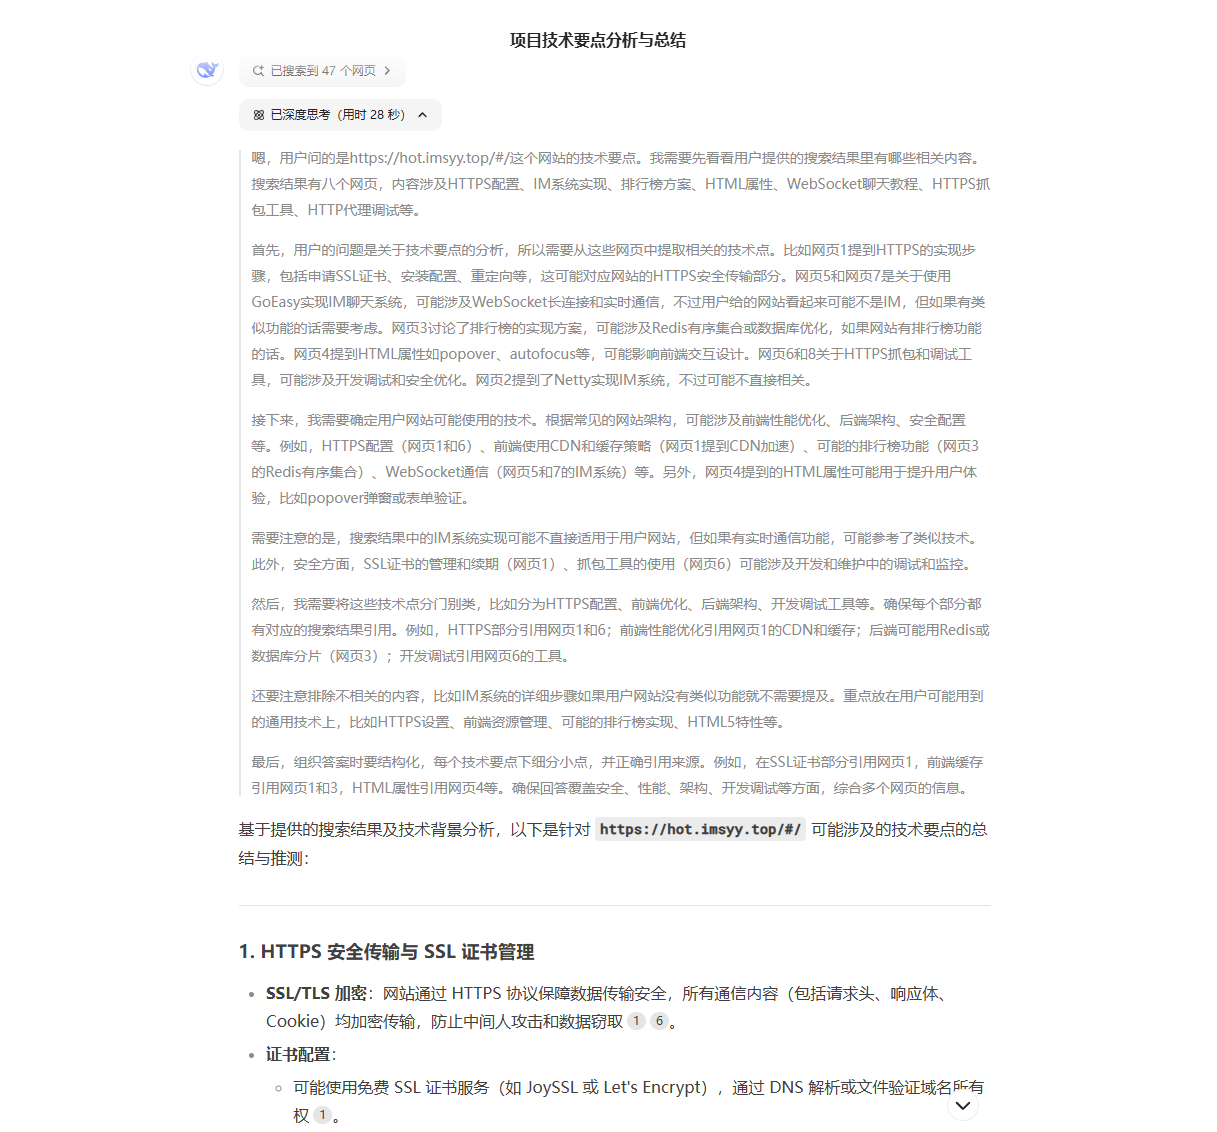 项目技术要点分析与总结
已搜索到 47 个网页
已深度思考（用时 28 秒）
嗯，用户问的是https://hot.imsyy.top/#/这个网站的技术要点。我需要先看看用户提供的搜索结果里有哪些相关内容。
搜索结果有八个网页，内容涉及HTTPS配置、IM系统实现、排行榜方案、HTML属性、WebSocket聊天教程、HTTPS抓
包工具、HTTP代理调试等。
首先，用户的问题是关于技术要点的分析，所以需要从这些网页中提取相关的技术点。比如网页1提到HTTPS的实现步
骤，包括申请SSL证书、安装配置、重定向等，这可能对应网站的HTTPS安全传输部分。网页5和网页7是关于使用
GoEasy实现IM聊天系统，可能涉及WebSocket长连接和实时通信，不过用户给的网站看起来可能不是IM，但如果有类
似功能的话需要考虑。网页3讨论了排行榜的实现方案，可能涉及Redis有序集合或数据库优化，如果网站有排行榜功能
的话。网页4提到HTML属性如popover、autofocus等，可能影响前端交互设计。网页6和8关于HTTPS抓包和调试工
具，可能涉及开发调试和安全优化。网页2提到了Netty实现IM系统，不过可能不直接相关。
接下来，我需要确定用户网站可能使用的技术。根据常见的网站架构，可能涉及前端性能优化、后端架构、安全配置
等。例如，HTTPS配置（网页1和6）、前端使用CDN和缓存策略（网页1提到CDN加速）、可能的排行榜功能（网页3
的Redis有序集合）、WebSocket通信（网页5和7的IM系统）等。另外，网页4提到的HTML属性可能用于提升用户体
验，比如popover弹窗或表单验证。
需要注意的是，搜索结果中的IM系统实现可能不直接适用于用户网站，但如果有实时通信功能，可能参考了类似技术。
此外，安全方面，SSL证书的管理和续期（网页1）、抓包工具的使用（网页6）可能涉及开发和维护中的调试和监控。
然后，我需要将这些技术点分门别类，比如分为HTTPS配置、前端优化、后端架构、开发调试工具等。确保每个部分都
有对应的搜索结果引用。例如，HTTPS部分引用网页1和6；前端性能优化引用网页1的CDN和缓存；后端可能用Redis或
数据库分片（网页3）；开发调试引用网页6的工具。
还要注意排除不相关的内容，比如IM系统的详细步骤如果用户网站没有类似功能就不需要提及。重点放在用户可能用到
的通用技术上，比如HTTPS设置、前端资源管理、可能的排行榜实现、HTML5特性等。
最后，组织答案时要结构化，每个技术要点下细分小点，并正确引用来源。例如，在SSL证书部分引用网页1，前端缓存
引用网页1和3，HTML属性引用网页4等。确保回答覆盖安全、性能、架构、开发调试等方面，综合多个网页的信息。
基于提供的搜索结果及技术背景分析，以下是针对 https://hot.imsyy.top/#/ 可能涉及的技术要点的总
结与推测：
1. HTTPS 安全传输与 SSL 证书管理
SSL/TLS 加密：网站通过 HTTPS 协议保障数据传输安全，所有通信内容（包括请求头、响应体、
Cookie）均加密传输，防止中间人攻击和数据窃取 1 6 。
证书配置：
可能使用免费 SSL 证书服务（如 JoySSL 或 Let's Encrypt），通过 DNS 解析或文件验证域名所有
权 1 。